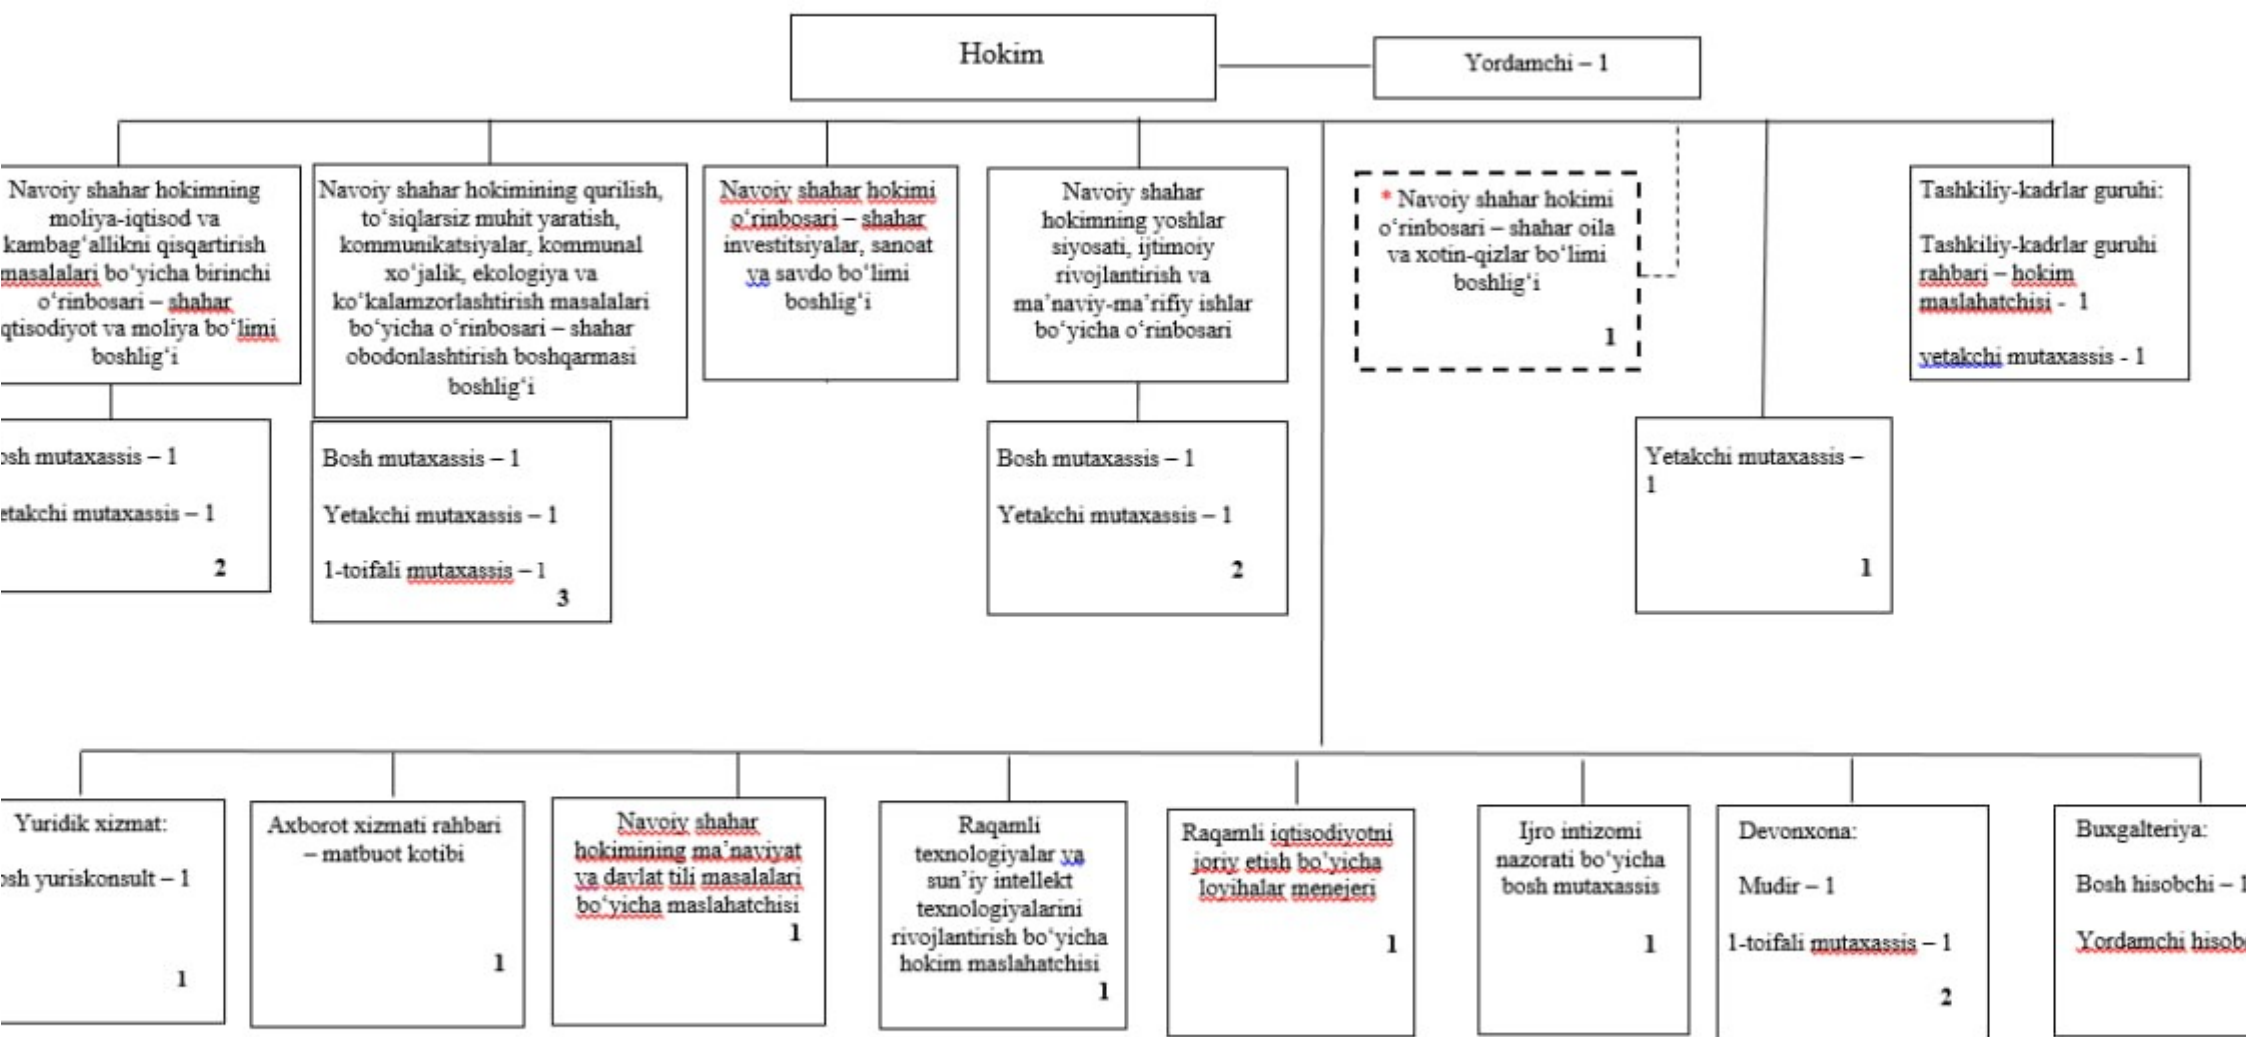 Hokim
Yordamchi – 1
Navoiy shahar hokimning
moliya-iqtisod va
kambag‘allikni qisqartirish
masalalari bo‘yicha birinchi
o‘rinbosari – shahar
qtisodiyot va moliya bo‘limi
boshlig‘i
Navoiy shahar hokimining qurilish,
to‘siqlarsiz muhit yaratish,
kommunikatsiyalar, kommunal
xo‘jalik, ekologiya va
ko‘kalamzorlashtirish masalalari
bo‘yicha o‘rinbosari – shahar
obodonlashtirish boshqarmasi
boshlig‘i
Navoiy shahar hokimi
o‘rinbosari – shahar
investitsiyalar, sanoat
va savdo bo‘limi
boshlig‘i
Navoiy shahar
hokimning yoshlar
siyosati, ijtimoiy
rivojlantirish va
ma’naviy-ma’rifiy ishlar
bo‘yicha o‘rinbosari
* Navoiy shahar hokimi
o‘rinbosari – shahar oila
va xotin-qizlar bo‘limi
boshlig‘i
1
Tashkiliy-kadrlar guruhi:
Tashkiliy-kadrlar guruhi
rahbari – hokim
maslahatchisi - 1
yetakchi mutaxassis - 1
osh mutaxassis – 1
etakchi mutaxassis – 1
2
Bosh mutaxassis – 1
Yetakchi mutaxassis – 1
1-toifali mutaxassis – 1
3
Bosh mutaxassis – 1
Yetakchi mutaxassis – 1
2
Yetakchi mutaxassis –
1
1
Yuridik xizmat:
osh yuriskonsult – 1
1
Axborot xizmati rahbari
– matbuot kotibi
1
Navoiy shahar
hokimining ma’naviyat
va davlat tili masalalari
bo‘yicha maslahatchisi
1
Raqamli
texnologiyalar va
sun’iy intellekt
texnologiyalarini
rivojlantirish bo‘yicha
hokim maslahatchisi
1
Raqamli iqtisodiyotni
joriy etish bo‘yicha
loyihalar menejeri
1
Ijro intizomi
nazorati bo‘yicha
bosh mutaxassis
1
Devonxona:
Mudir – 1
1-toifali mutaxassis – 1
2
Buxgalteriya:
Bosh hisobchi – 1
Yordamchi hisob